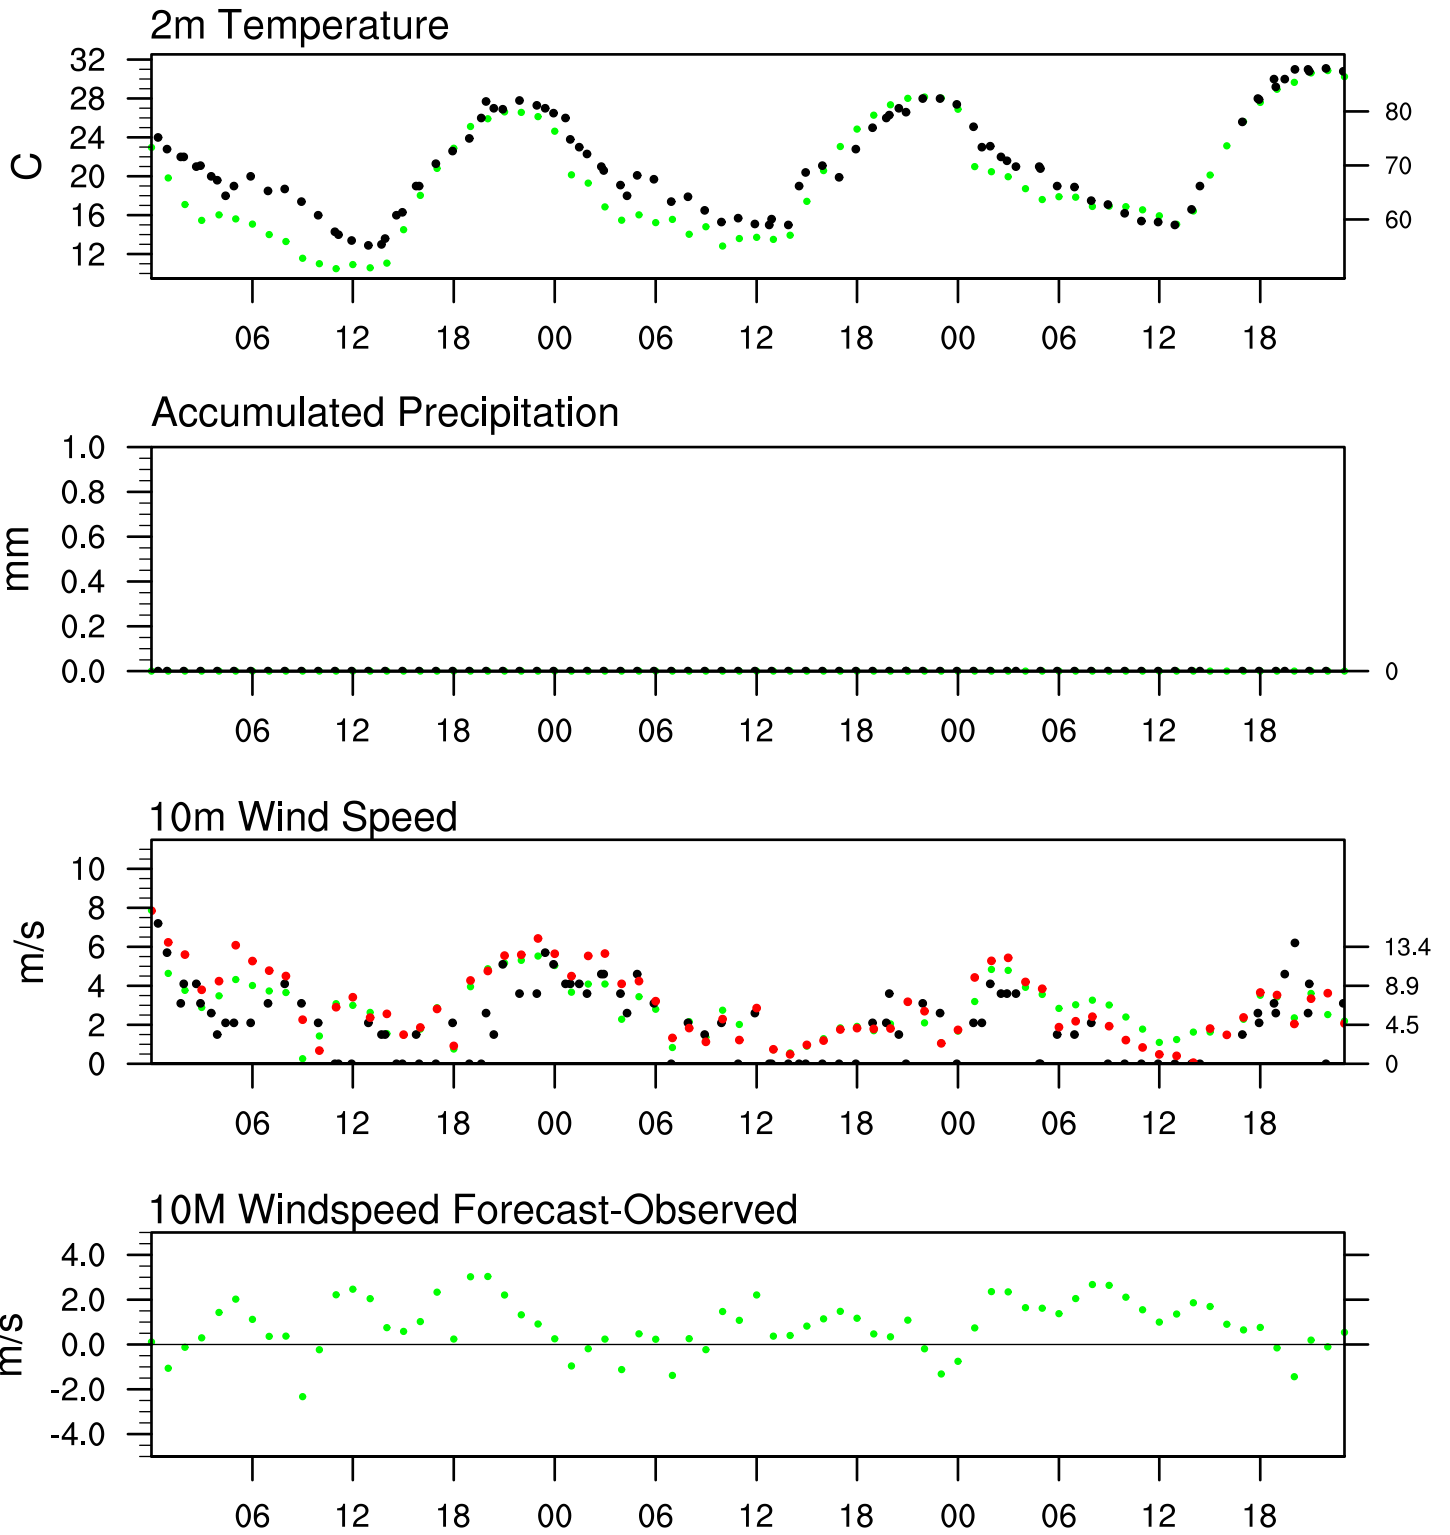 2m Temperature
32
28
24
20
16
12
C
80
70
60
06 12 18 00 06 12 18 00 06 12 18
Accumulated Precipitation
1.0
0.8
0.6
0.4
0.2
0.0
mm
0
06 12 18 00 06 12 18 00 06 12 18
10m Wind Speed
10
8
6
4
2
0
m/s
13.4
8.9
4.5
0
06 12 18 00 06 12 18 00 06 12 18
10M Windspeed Forecast-Observed
4.0
2.0
0.0
-2.0
-4.0
m/s
06 12 18 00 06 12 18 00 06 12 18